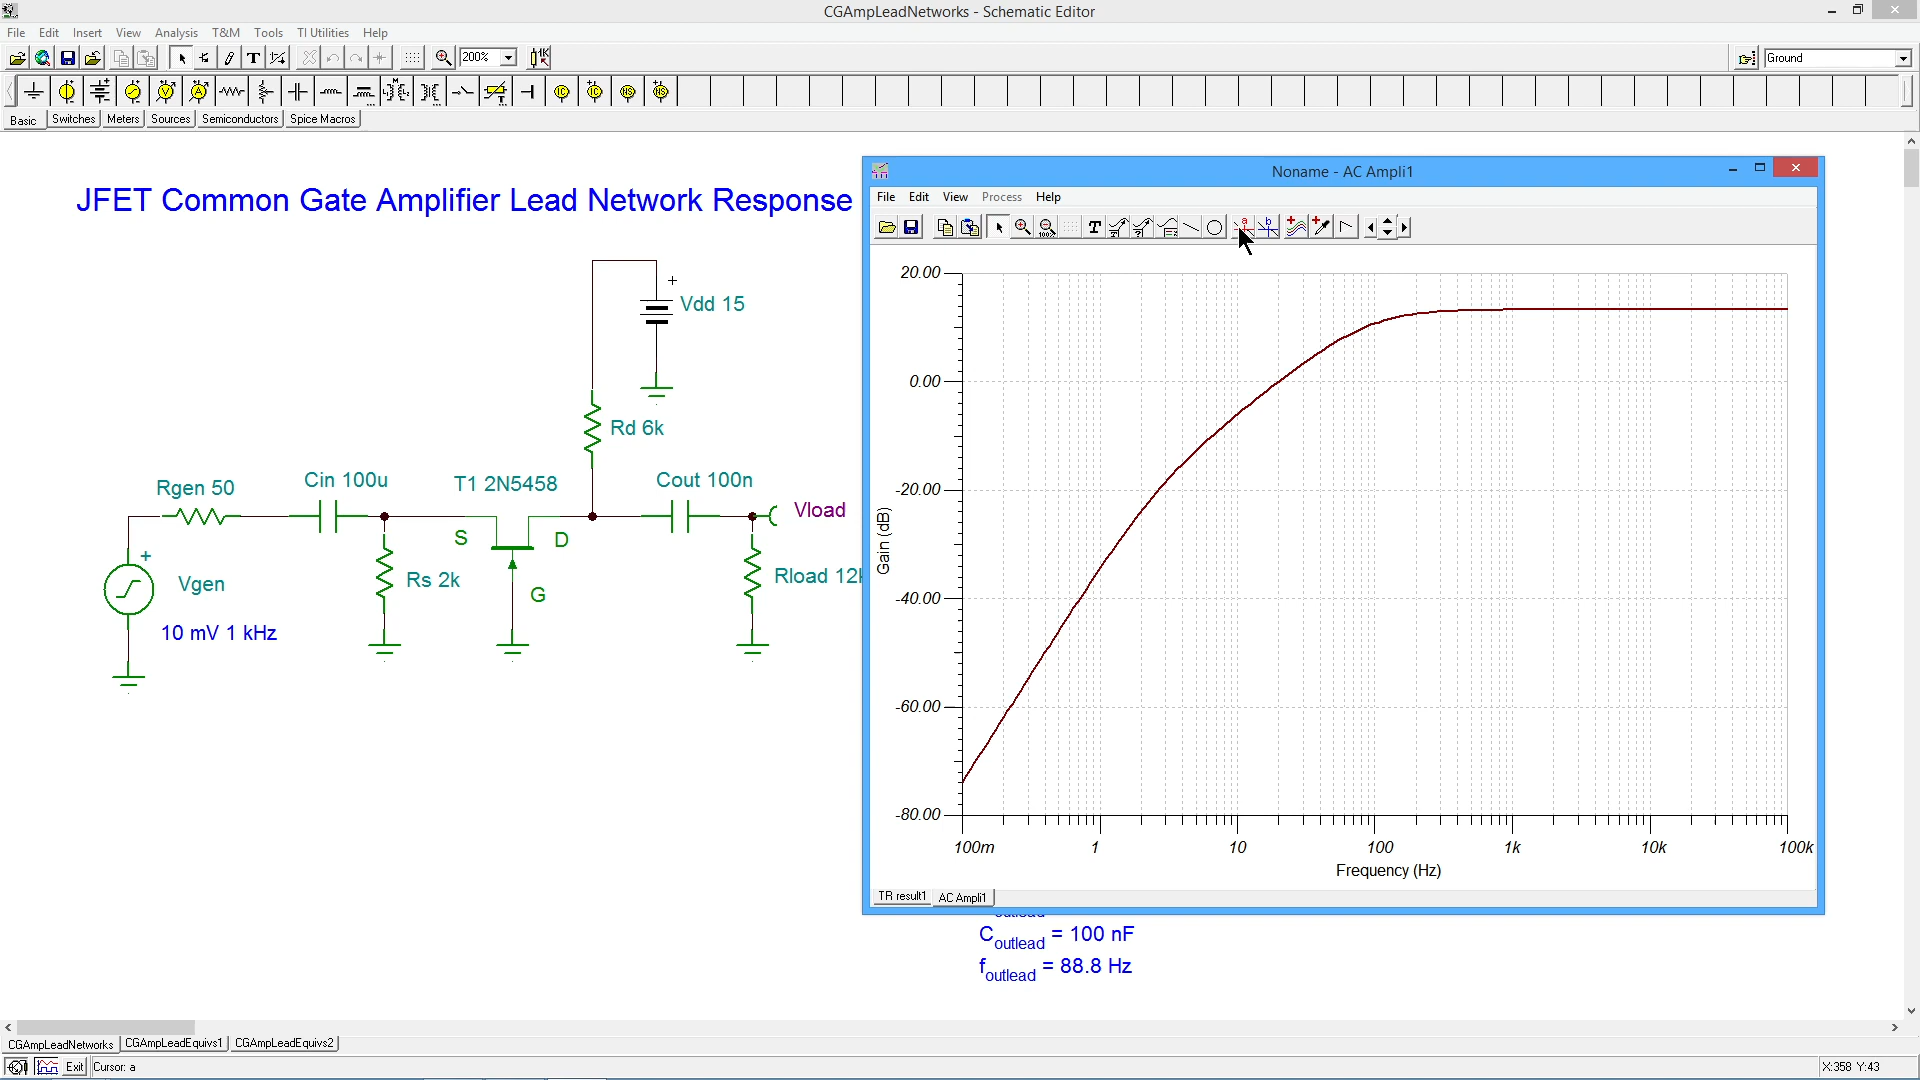 CGAmpLeadNetworks - Schematic Editor
File Edit Insert View Analysis T&M Tools TI Utilities Help
200%
Ground
Basic Switches Meters Sources Semiconductors Spice Macros
JFET Common Gate Amplifier Lead Network Response
+
Vdd 15
Rd 6k
Rgen 50
Cin 100u
T1 2N5458
Cout 100n
Vload
S
D
G
+
Vgen
Rs 2k
Rload 12k
10 mV 1 kHz
Noname - AC Ampli1
File Edit View Process Help
20.00
0.00
-20.00
-40.00
-60.00
-80.00
Gain (dB)
100m 1 10 100 1k 10k 100k
Frequency (Hz)
TR result1 AC Ampli1
Coutlead = 100 nF
foutlead = 88.8 Hz
CGAmpLeadNetworks CGAmpLeadEquivs1 CGAmpLeadEquivs2
Exit Cursor: a
X:358 Y:43